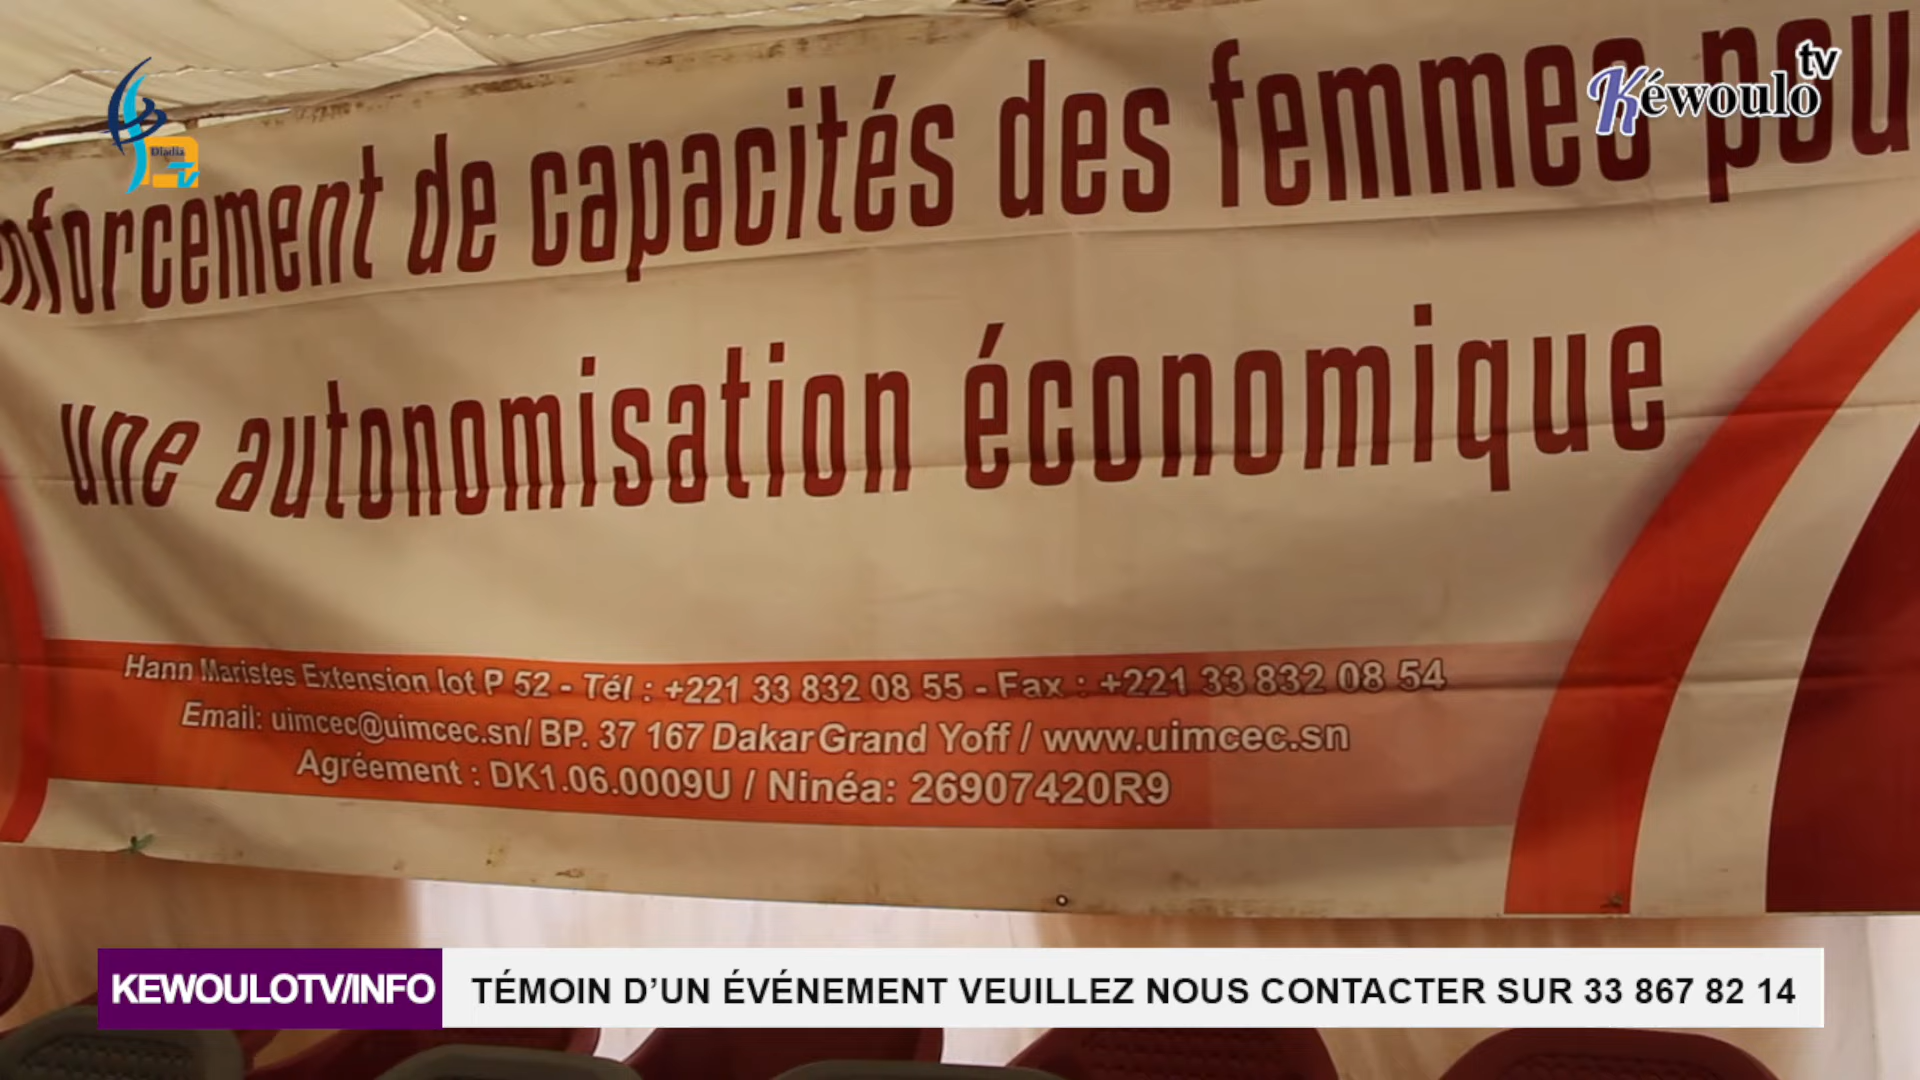 Diadia
TV
Kéwoulo tv
nforcement de capacités des femmes pou
une autonomisation économique
Hann Maristes Extension lot P 52 - Tél : +221 33 832 08 55 - Fax : +221 33 832 08 54
Email: uimcec@uimcec.sn/ BP. 37 167 Dakar Grand Yoff / www.uimcec.sn
Agréement : DK1.06.0009U / Ninéa: 26907420R9
KEWOULOTV/INFO TÉMOIN D’UN ÉVÉNEMENT VEUILLEZ NOUS CONTACTER SUR 33 867 82 14